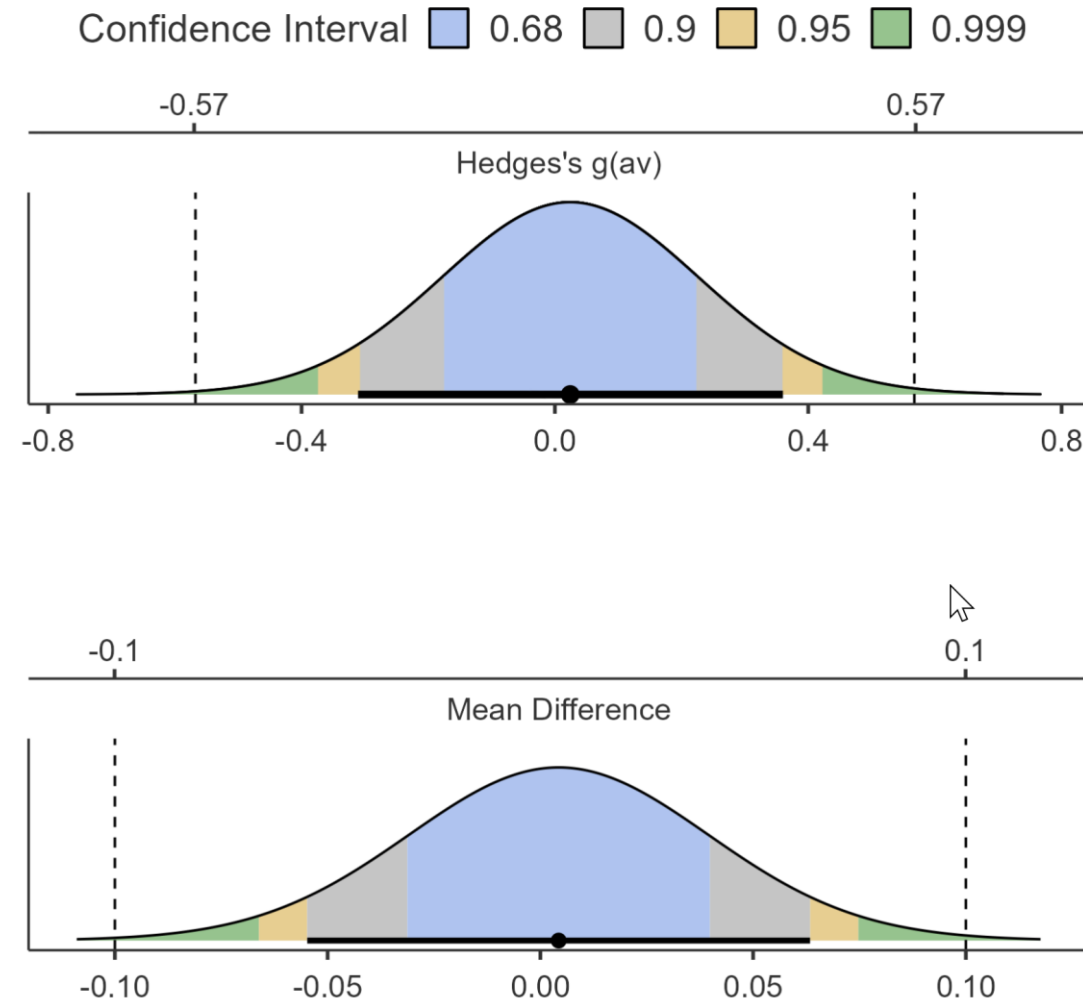 Confidence Interval 0.68 0.9 0.95 0.999
-0.57 0.57
Hedges's g(av)
-0.8 -0.4 0.0 0.4 0.8
-0.1 0.1
Mean Difference
-0.10 -0.05 0.00 0.05 0.10